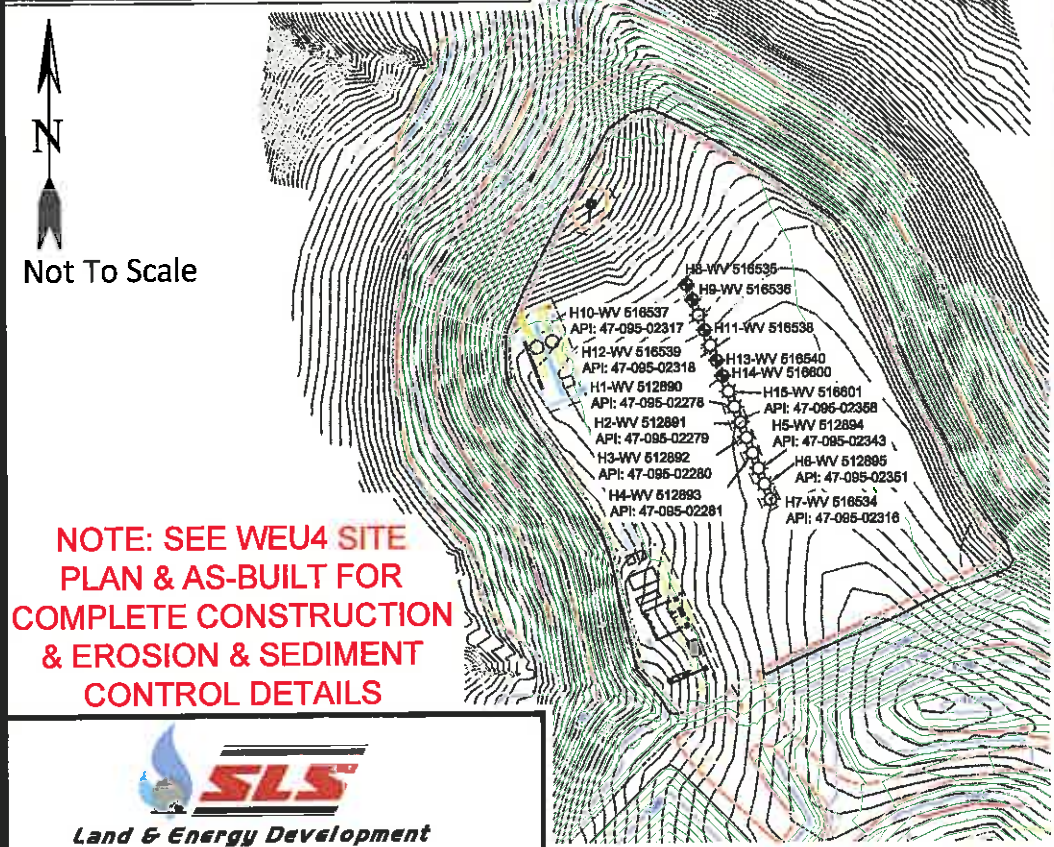 N
Not To Scale
H8-WV 516535
H9-WV 516536
H10-WV 516537
API: 47-095-02317
H11-WV 516538
H12-WV 516539
API: 47-095-02318
H13-WV 516540
H14-WV 516600
H1-WV 512890
API: 47-095-02278
H15-WV 516601
API: 47-095-02358
H2-WV 512891
API: 47-095-02279
H5-WV 512894
API: 47-095-02343
H3-WV 512892
API: 47-095-02280
H6-WV 512895
API: 47-095-02351
H4-WV 512893
API: 47-095-02281
H7-WV 516534
API: 47-095-02316
NOTE: SEE WEU4 SITE
PLAN & AS-BUILT FOR
COMPLETE CONSTRUCTION
& EROSION & SEDIMENT
CONTROL DETAILS
SLS
Land & Energy Development